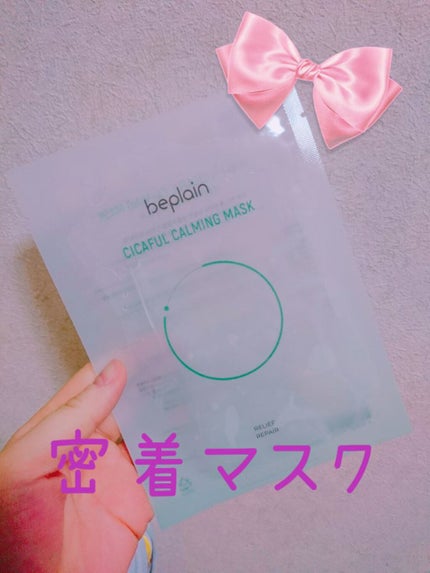 beplain
CICAFUL CALMING MASK
RELIEF
REPAIR
密着マスク